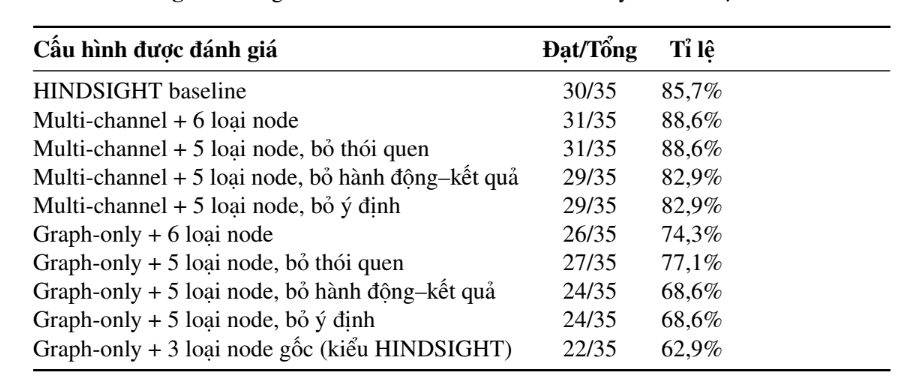 Cấu hình được đánh giá Đạt/Tổng Tỉ lệ
HINDSIGHT baseline 30/35 85,7%
Multi-channel + 6 loại node 31/35 88,6%
Multi-channel + 5 loại node, bỏ thói quen 31/35 88,6%
Multi-channel + 5 loại node, bỏ hành động–kết quả 29/35 82,9%
Multi-channel + 5 loại node, bỏ ý định 29/35 82,9%
Graph-only + 6 loại node 26/35 74,3%
Graph-only + 5 loại node, bỏ thói quen 27/35 77,1%
Graph-only + 5 loại node, bỏ hành động–kết quả 24/35 68,6%
Graph-only + 5 loại node, bỏ ý định 24/35 68,6%
Graph-only + 3 loại node gốc (kiểu HINDSIGHT) 22/35 62,9%